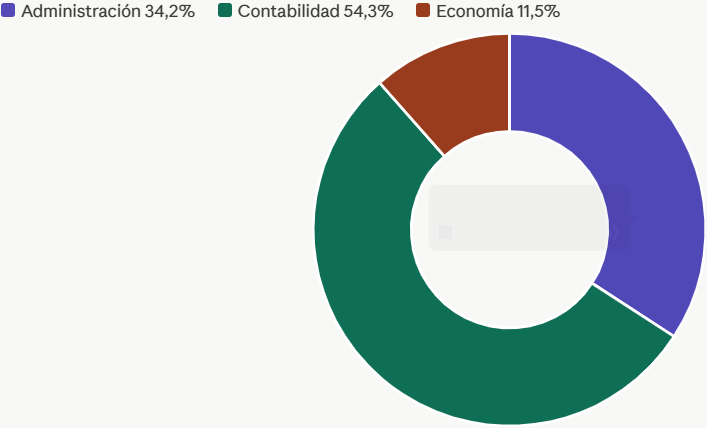 Administración 34,2% Contabilidad 54,3% Economía 11,5%